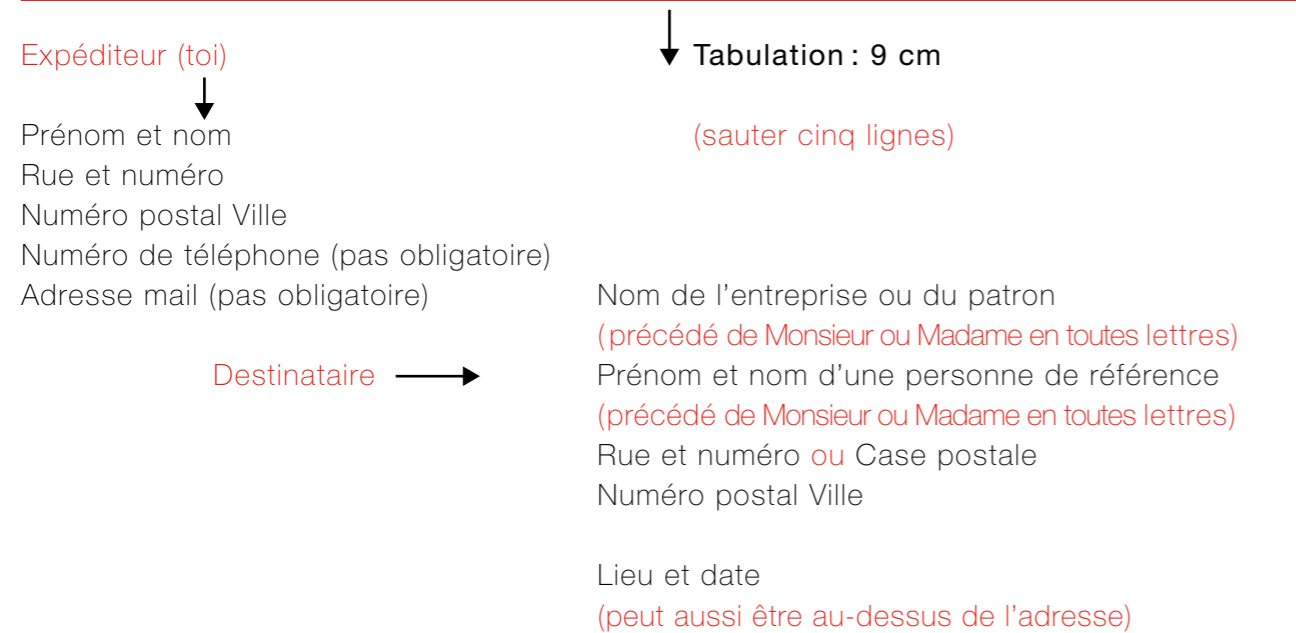 Expéditeur (toi)
Tabulation : 9 cm
Prénom et nom
(sauter cinq lignes)
Rue et numéro
Numéro postal Ville
Numéro de téléphone (pas obligatoire)
Adresse mail (pas obligatoire)
Nom de l'entreprise ou du patron
(précédé de Monsieur ou Madame en toutes lettres)
Destinataire
Prénom et nom d'une personne de référence
(précédé de Monsieur ou Madame en toutes lettres)
Rue et numéro ou Case postale
Numéro postal Ville
Lieu et date
(peut aussi être au-dessus de l'adresse)